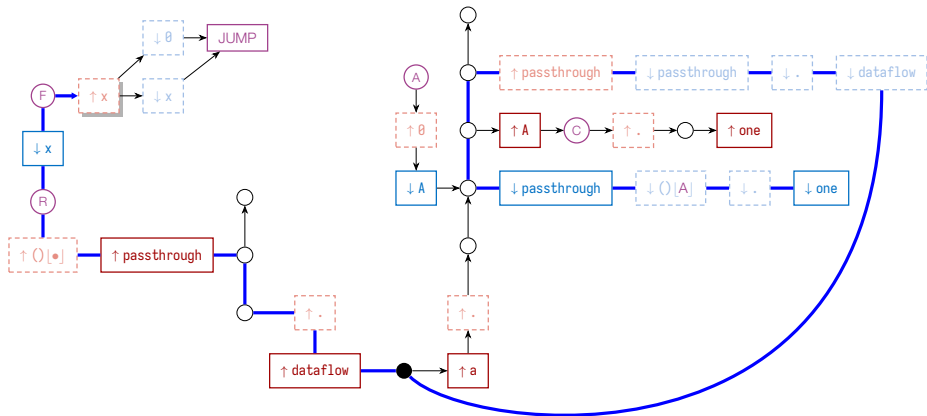 ↓0
JUMP
↑x
↓x
F
↓x
R
↑()[•]
↑passthrough
↑.
↑dataflow
↑a
↑.
A
↑0
↓A
↑passthrough
↓passthrough
↓.
↓dataflow
↑A
C
↑.
↑one
↓passthrough
↓()[A]
↓.
↓one